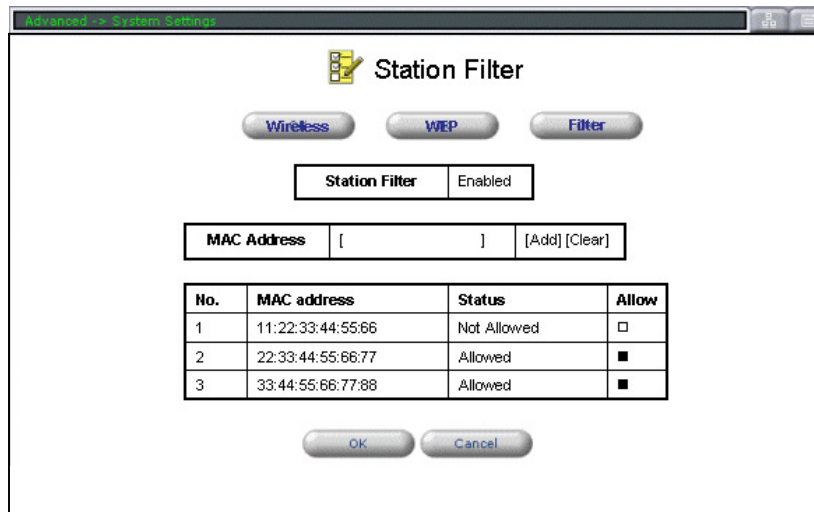 Advanced -> System Settings
Station Filter
Wireless WEP Filter
Station Filter Enabled
MAC Address [ ] [Add] [Clear]
No. MAC address Status Allow
1 11:22:33:44:55:66 Not Allowed
2 22:33:44:55:66:77 Allowed
3 33:44:55:66:77:88 Allowed
OK Cancel